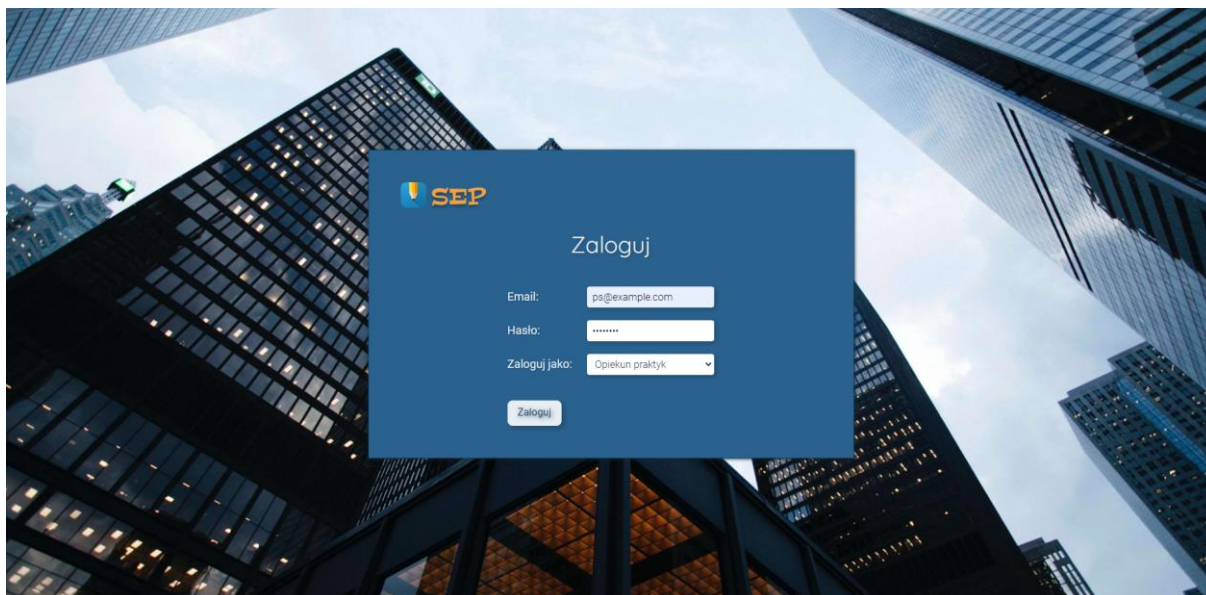 SEP
Zaloguj
Email: ps@example.com
Hasło: ••••••••
Zaloguj jako: Opiekun praktyk
Zaloguj